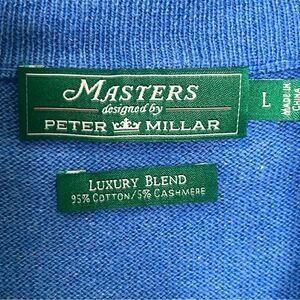 MASTERS
designed by
PETER MILLAR
L
MADE IN
CHINA
LUXURY BLEND
95% COTTON/5% CASHMERE